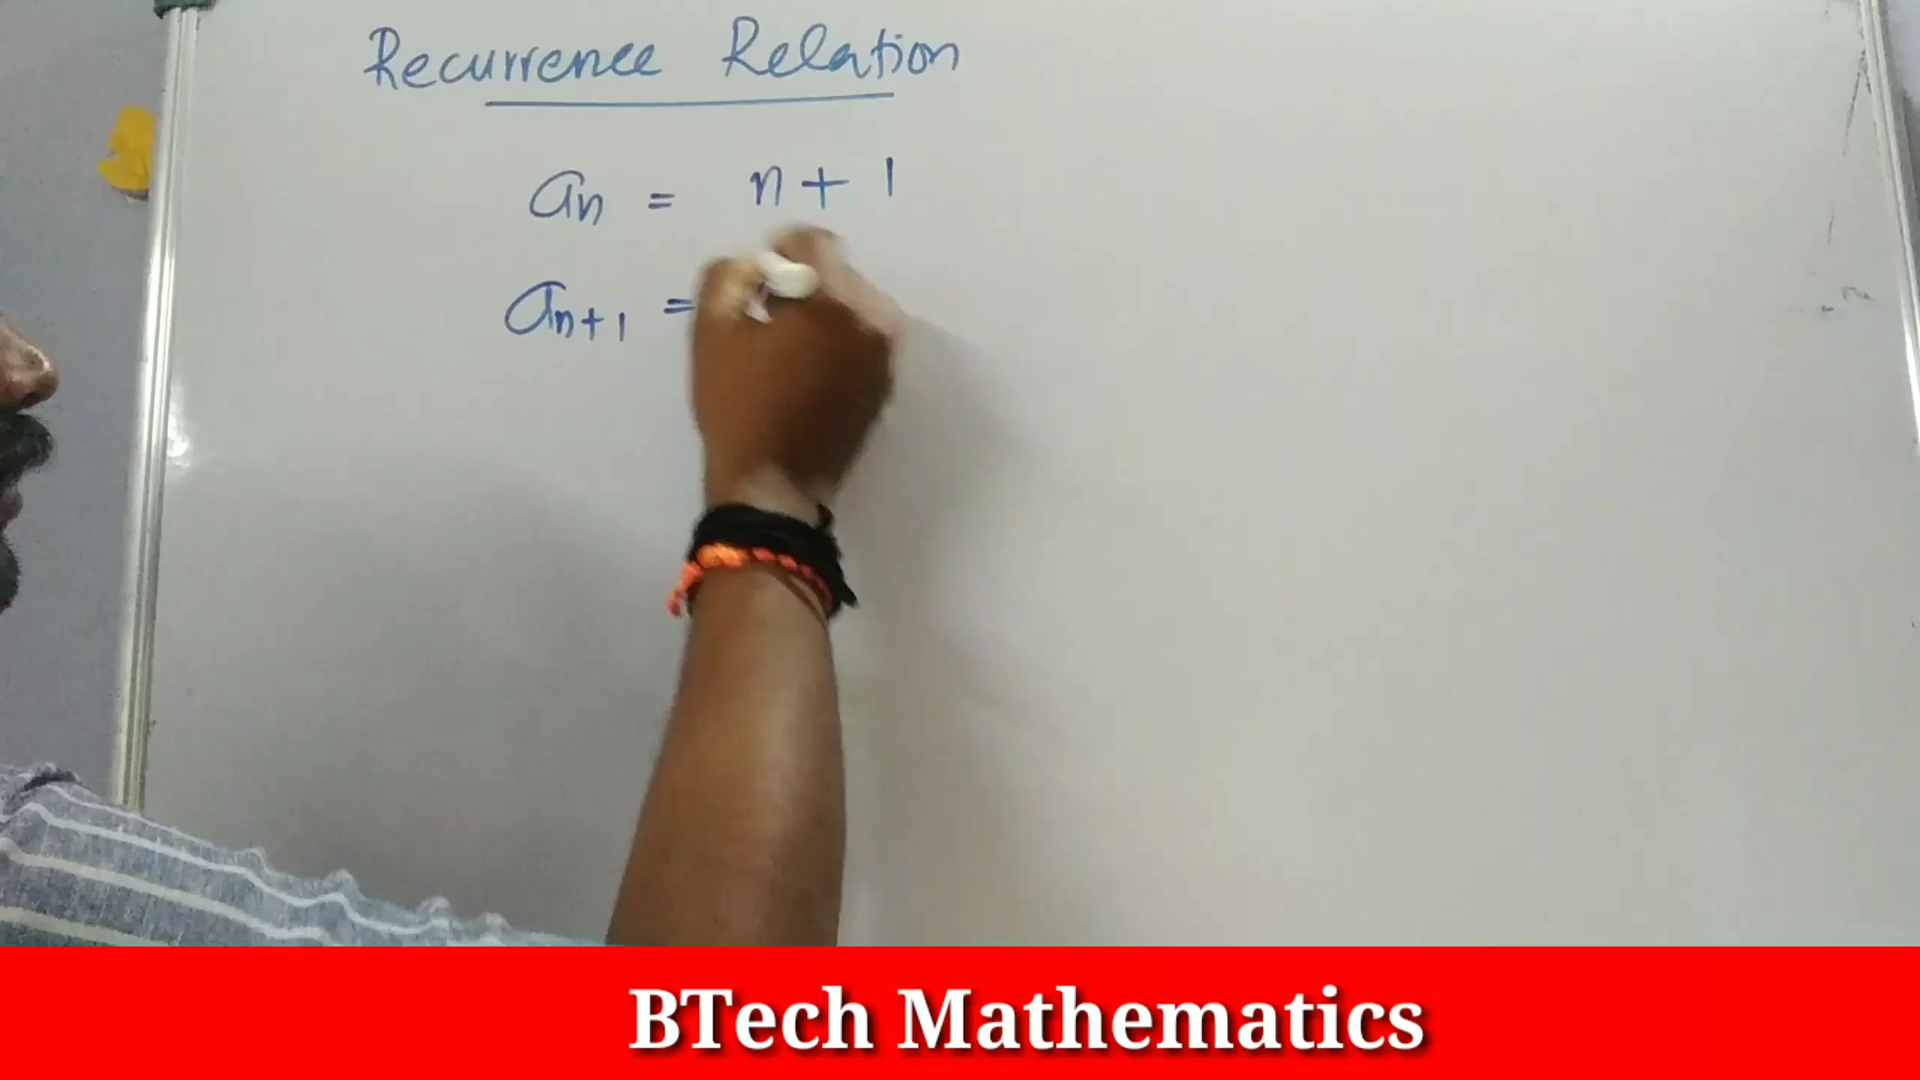 Recurrence Relation
an = n + 1
an+1 =
BTech Mathematics